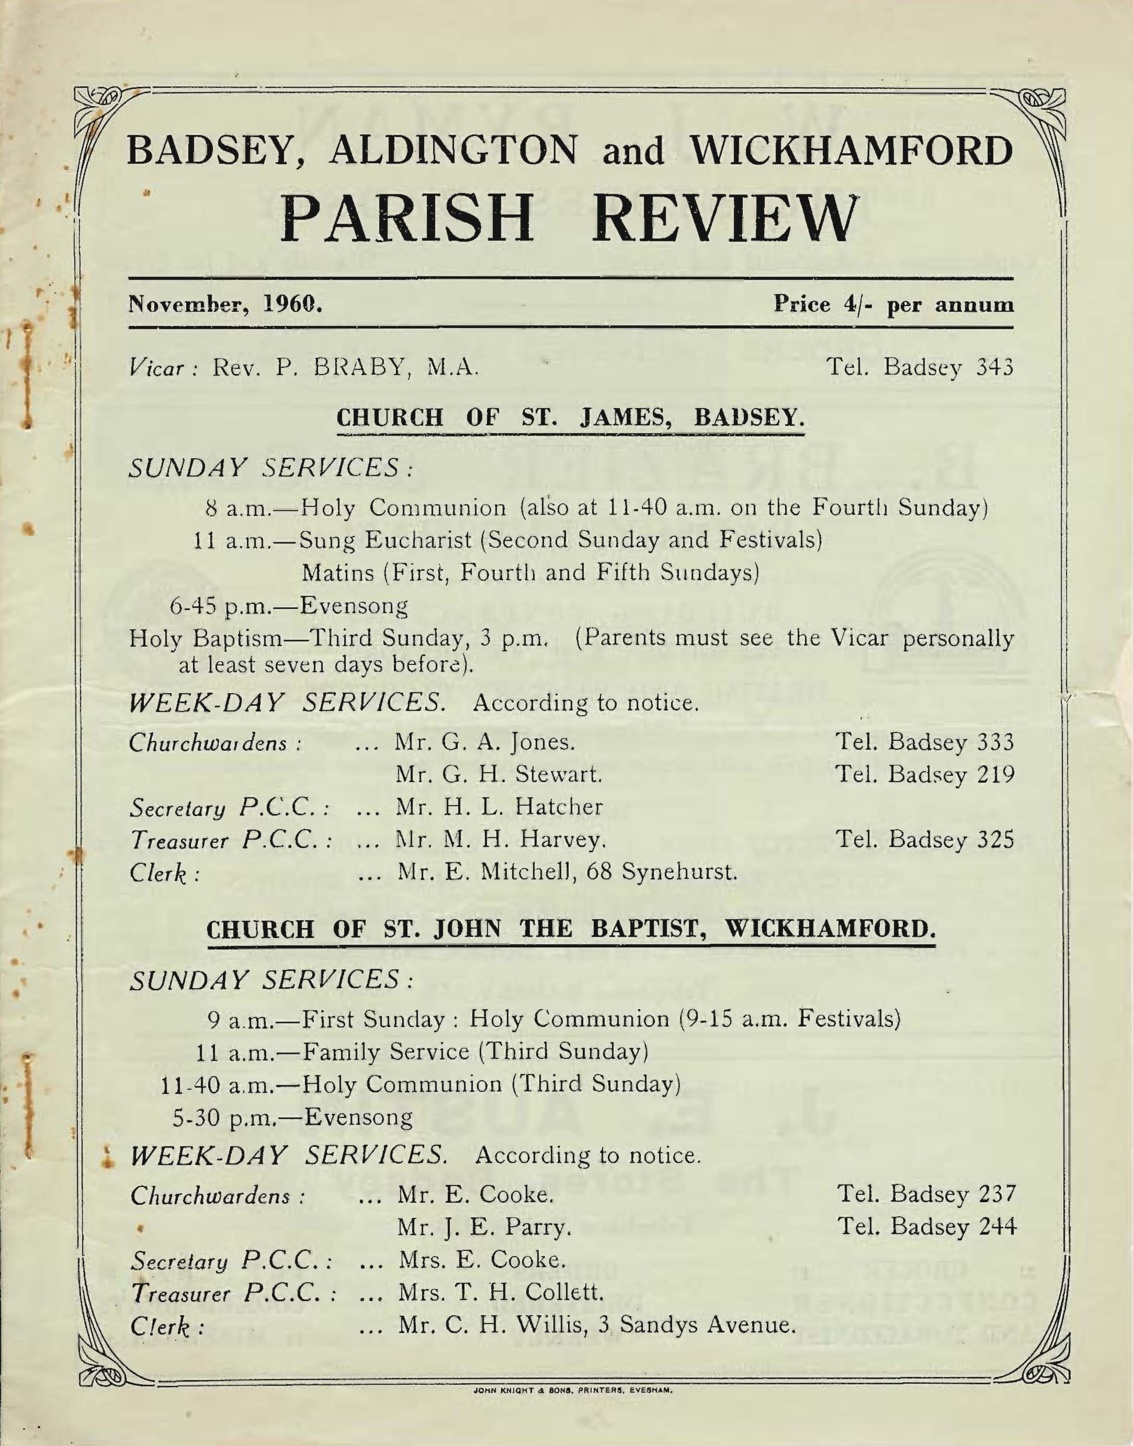 BADSEY, ALDINGTON and WICKHAMFORD
PARISH REVIEW
November, 1960. Price 4/- per annum
Vicar : Rev. P. BRABY, M.A. Tel. Badsey 343
CHURCH OF ST. JAMES, BADSEY.
SUNDAY SERVICES :
8 a.m.—Holy Communion (also at 11-40 a.m. on the Fourth Sunday)
11 a.m.—Sung Eucharist (Second Sunday and Festivals)
Matins (First, Fourth and Fifth Sundays)
6-45 p.m.—Evensong
Holy Baptism—Third Sunday, 3 p.m. (Parents must see the Vicar personally
at least seven days before).
WEEK-DAY SERVICES. According to notice.
Churchwardens : ... Mr. G. A. Jones. Tel. Badsey 333
Mr. G. H. Stewart. Tel. Badsey 219
Secretary P.C.C. : ... Mr. H. L. Hatcher
Treasurer P.C.C. : ... Mr. M. H. Harvey. Tel. Badsey 325
Clerk : ... Mr. E. Mitchell, 68 Synehurst.
CHURCH OF ST. JOHN THE BAPTIST, WICKHAMFORD.
SUNDAY SERVICES :
9 a.m.—First Sunday : Holy Communion (9-15 a.m. Festivals)
11 a.m.—Family Service (Third Sunday)
11-40 a.m.—Holy Communion (Third Sunday)
5-30 p.m.—Evensong
WEEK-DAY SERVICES. According to notice.
Churchwardens : ... Mr. E. Cooke. Tel. Badsey 237
Mr. J. E. Parry. Tel. Badsey 244
Secretary P.C.C. : ... Mrs. E. Cooke.
Treasurer P.C.C. : ... Mrs. T. H. Collett.
Clerk : ... Mr. C. H. Willis, 3 Sandys Avenue.
JOHN KNIGHT & SONS, PRINTERS, EVESHAM.